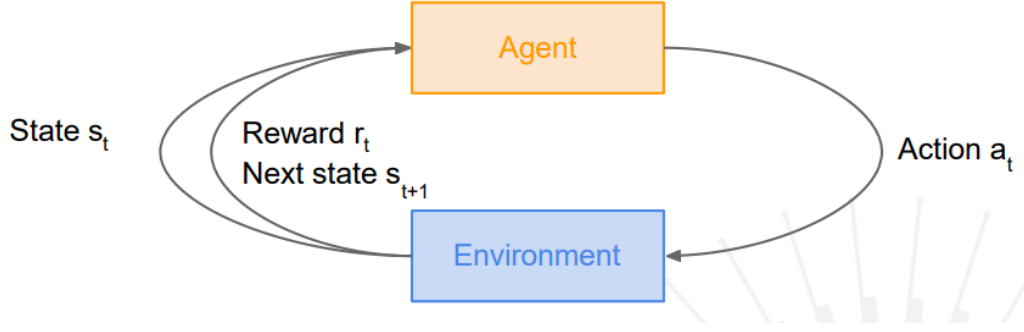 Agent
State sₜ
Reward rₜ
Next state sₜ₊₁
Action aₜ
Environment